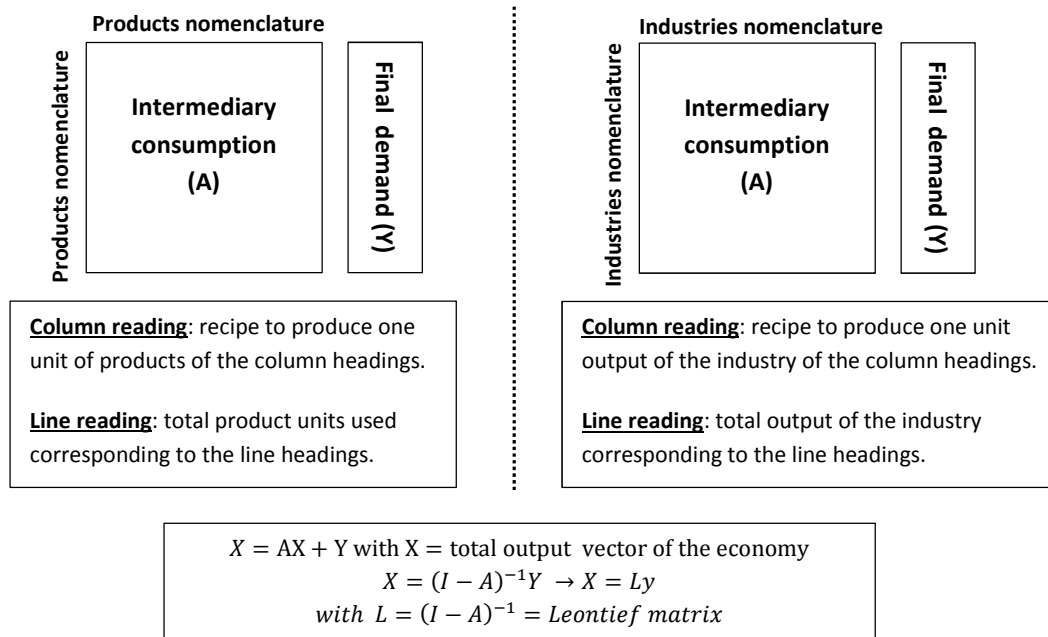 Products nomenclature
Products nomenclature
Intermediary
consumption
(A)
Final demand (Y)
Column reading: recipe to produce one
unit of products of the column headings.
Line reading: total product units used
corresponding to the line headings.
Industries nomenclature
Industries nomenclature
Intermediary
consumption
(A)
Final demand (Y)
Column reading: recipe to produce one unit
output of the industry of the column headings.
Line reading: total output of the industry
corresponding to the line headings.
X = AX + Y with X = total output vector of the economy
X = (I − A)⁻¹Y → X = Ly
with L = (I − A)⁻¹ = Leontief matrix